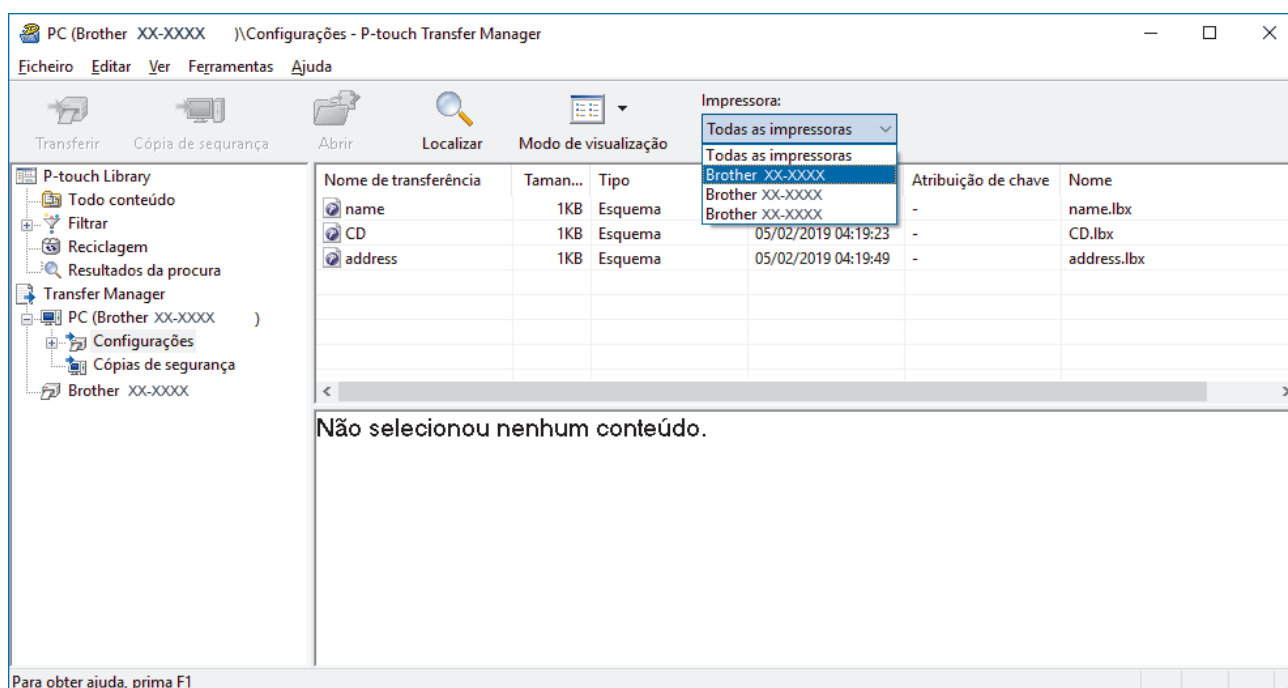 PC (Brother XX-XXXX )\Configurações - P-touch Transfer Manager
Ficheiro Editar Ver Ferramentas Ajuda
Impressora:
Todas as impressoras
Transferir Cópia de segurança Abrir Localizar Modo de visualização
Todas as impressoras
Brother XX-XXXX
Brother XX-XXXX
Brother XX-XXXX
P-touch Library
Todo conteúdo
Filtrar
Reciclagem
Resultados da procura
Transfer Manager
PC (Brother XX-XXXX )
Configurações
Cópias de segurança
Brother XX-XXXX
Nome de transferência Taman... Tipo Atribuição de chave Nome
name 1KB Esquema - name.lbx
CD 1KB Esquema 05/02/2019 04:19:23 - CD.lbx
address 1KB Esquema 05/02/2019 04:19:49 - address.lbx
Não selecionou nenhum conteúdo.
Para obter ajuda, prima F1